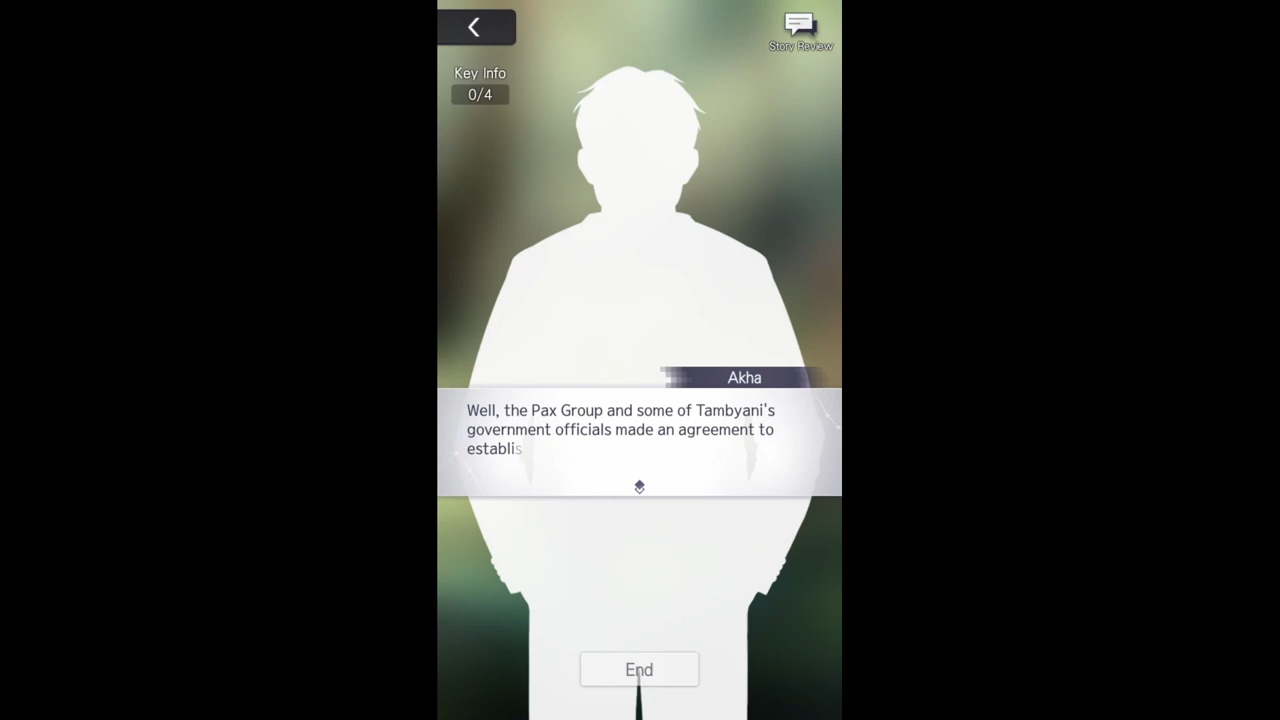 Story Review
Key Info
0/4
Akha
Well, the Pax Group and some of Tambyani's
government officials made an agreement to
establis
End